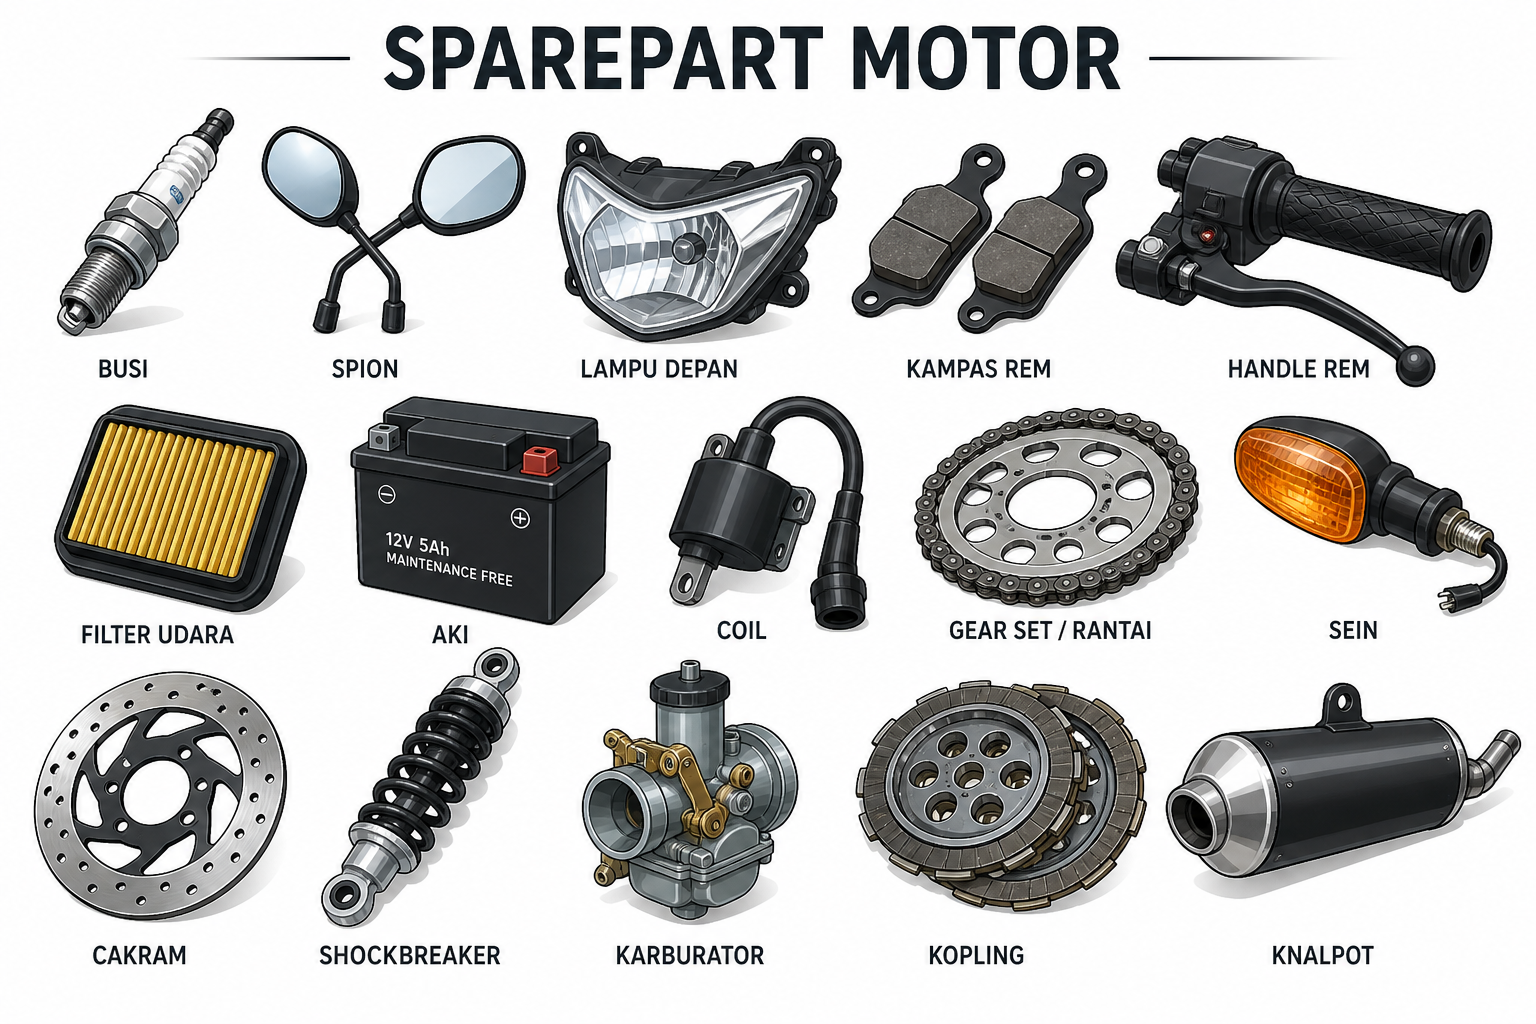 SPAREPART MOTOR
BUSI
SPION
LAMPU DEPAN
KAMPAS REM
HANDLE REM
12V 5Ah
MAINTENANCE FREE
FILTER UDARA
AKI
COIL
GEAR SET / RANTAI
SEIN
CAKRAM
SHOCKBREAKER
KARBURATOR
KOPLING
KNALPOT